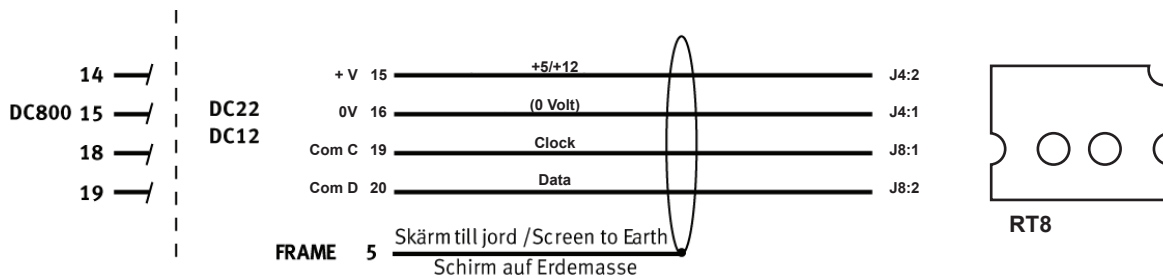 14
+ V 15 +5/+12 J4:2
DC800 15 DC22 0V 16 (0 Volt) J4:1
DC12
18 Com C 19 Clock J8:1
19 Com D 20 Data J8:2
RT8
Skärm till jord /Screen to Earth
FRAME 5
Schirm auf Erdemasse